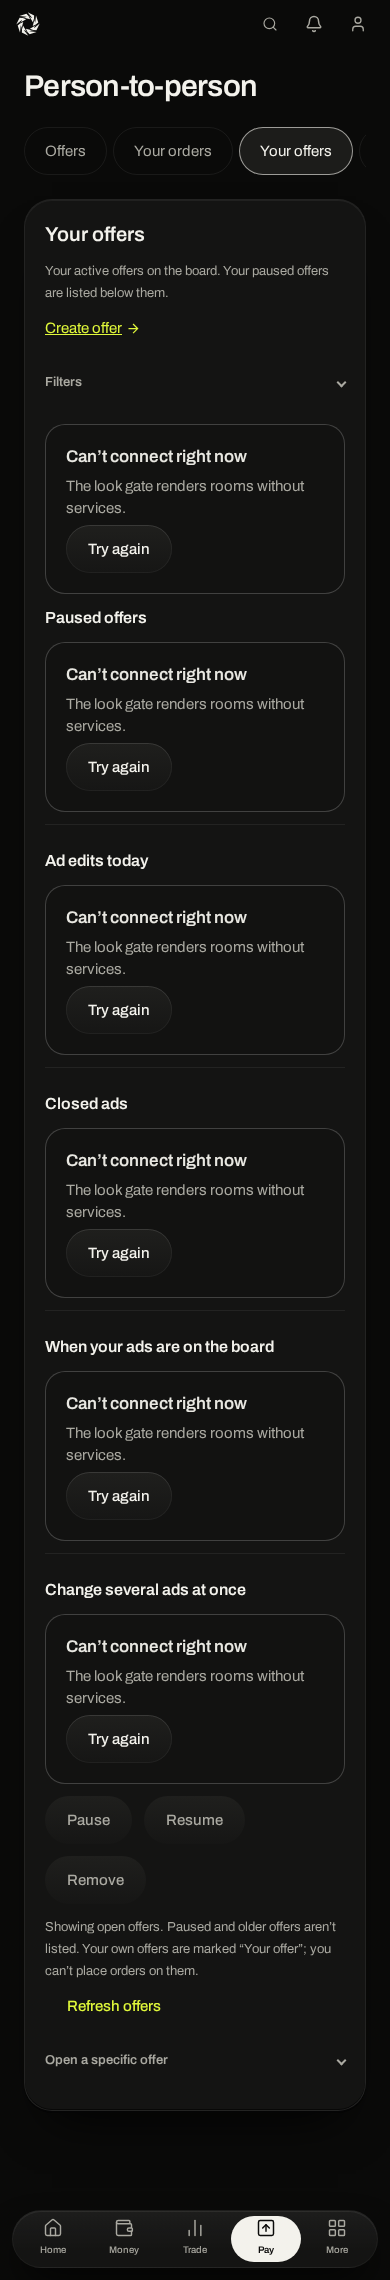 Person-to-person
Offers
Your orders
Your offers
Your offers
Your active offers on the board. Your paused offers
are listed below them.
Create offer →
Filters
Can’t connect right now
The look gate renders rooms without
services.
Try again
Paused offers
Can’t connect right now
The look gate renders rooms without
services.
Try again
Ad edits today
Can’t connect right now
The look gate renders rooms without
services.
Try again
Closed ads
Can’t connect right now
The look gate renders rooms without
services.
Try again
When your ads are on the board
Can’t connect right now
The look gate renders rooms without
services.
Try again
Change several ads at once
Can’t connect right now
The look gate renders rooms without
services.
Try again
Pause
Resume
Remove
Showing open offers. Paused and older offers aren’t
listed. Your own offers are marked “Your offer”; you
can’t place orders on them.
Refresh offers
Open a specific offer
Home
Money
Trade
Pay
More